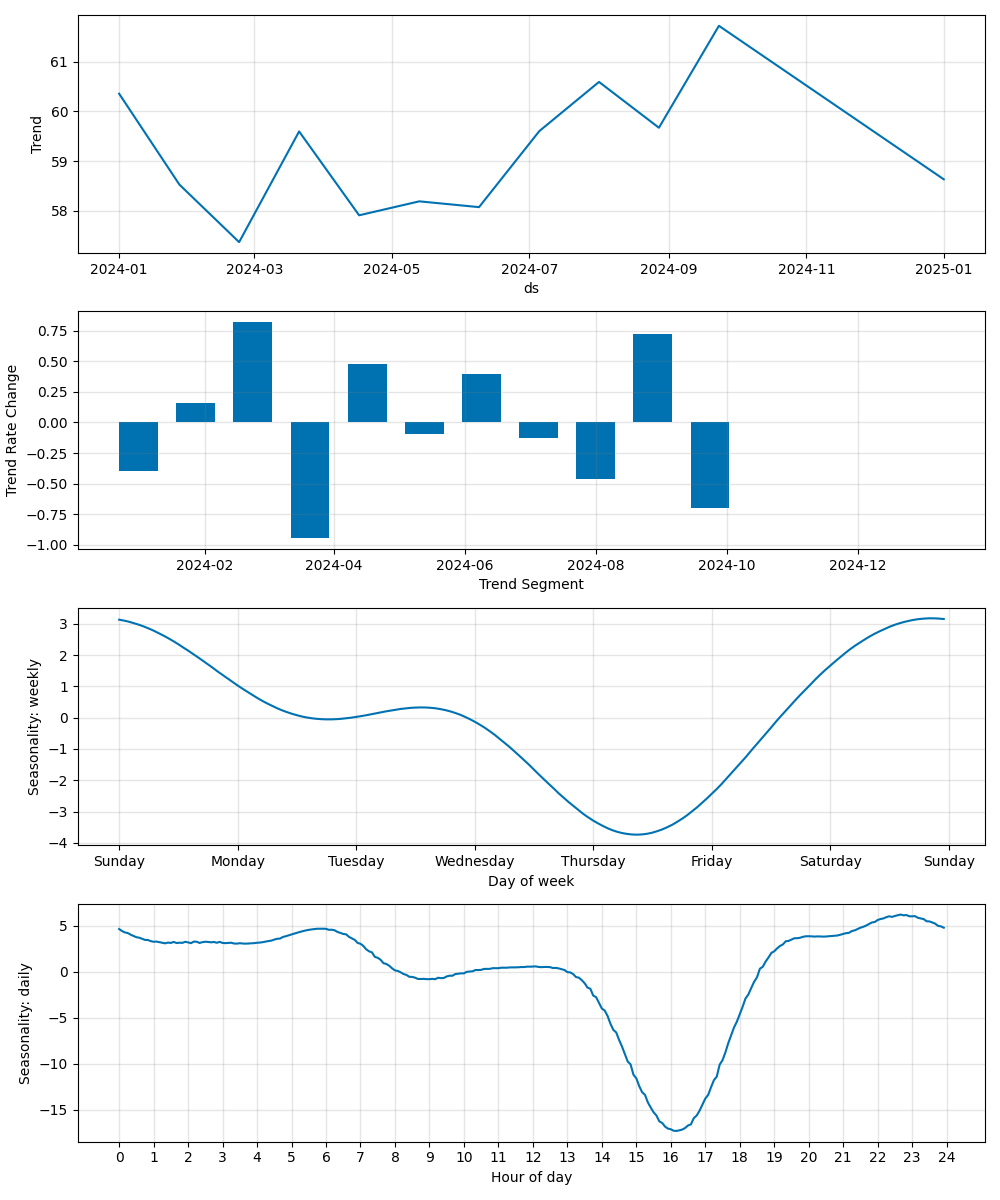 61
60
59
58
Trend
2024-01 2024-03 2024-05 2024-07 2024-09 2024-11 2025-01
ds
0.75
0.50
0.25
0.00
−0.25
−0.50
−0.75
−1.00
Trend Rate Change
2024-02 2024-04 2024-06 2024-08 2024-10 2024-12
Trend Segment
3
2
1
0
−1
−2
−3
−4
Seasonality: weekly
Sunday Monday Tuesday Wednesday Thursday Friday Saturday Sunday
Day of week
5
0
−5
−10
−15
Seasonality: daily
0 1 2 3 4 5 6 7 8 9 10 11 12 13 14 15 16 17 18 19 20 21 22 23 24
Hour of day